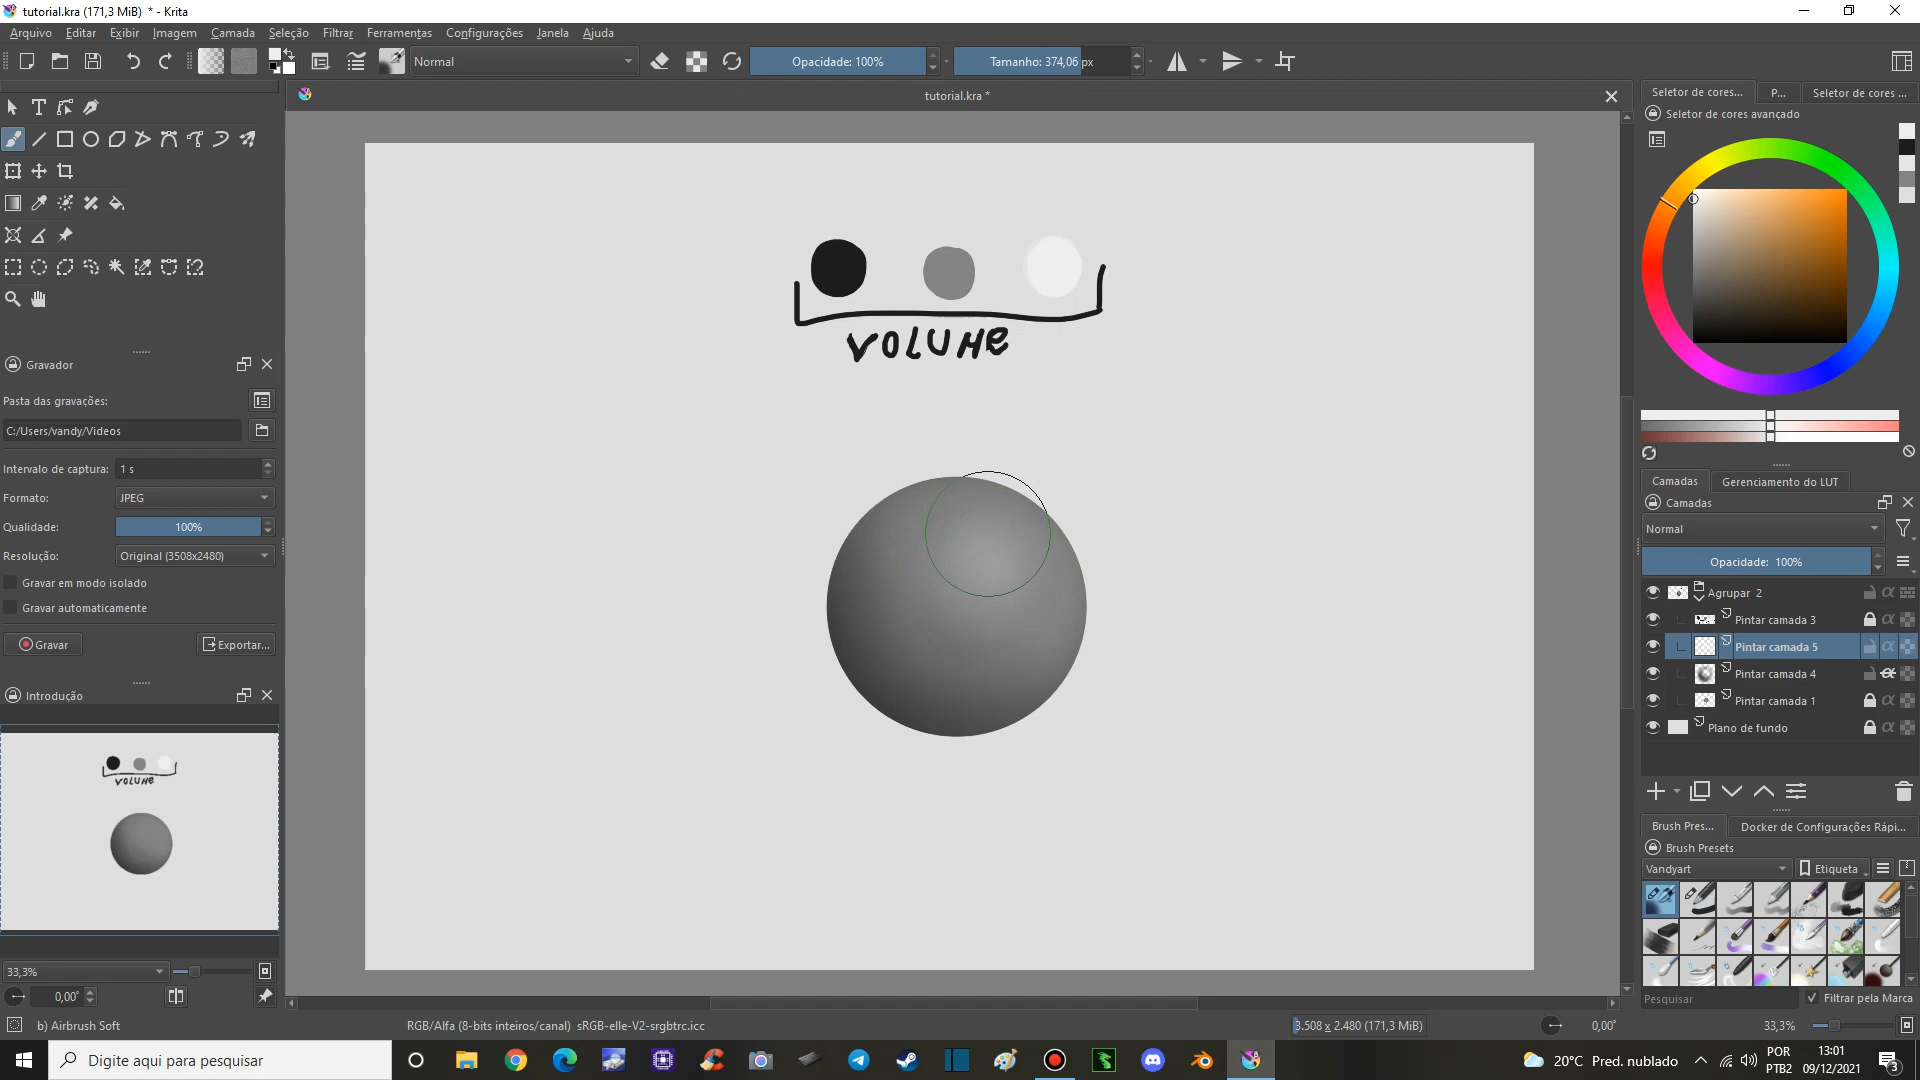 tutorial.kra (171,3 MiB) * - Krita
Arquivo Editar Exibir Imagem Camada Seleção Filtrar Ferramentas Configurações Janela Ajuda
Normal
Opacidade: 100%
Tamanho: 374,06 px
tutorial.kra *
Seletor de cores... P... Seletor de cores ...
Seletor de cores avançado
VOLUME
Gravador
Pasta das gravações:
C:/Users/vandy/Videos
Intervalo de captura: 1 s
Formato: JPEG
Qualidade: 100%
Resolução: Original (3508x2480)
Gravar em modo isolado
Gravar automaticamente
Gravar Exportar...
Introdução
VOLUME
33,3%
0,00°
Camadas Gerenciamento do LUT
Camadas
Normal
Opacidade: 100%
Agrupar 2
Pintar camada 3
Pintar camada 5
Pintar camada 4
Pintar camada 1
Plano de fundo
Brush Pres... Docker de Configurações Rápi...
Brush Presets
Vandyart Etiqueta
Pesquisar Filtrar pela Marca
b) Airbrush Soft RGB/Alfa (8-bits inteiros/canal) sRGB-elle-V2-srgbtrc.icc 3.508 x 2.480 (171,3 MiB) 0,00° 33,3%
Digite aqui para pesquisar
20°C Pred. nublado
POR
PTB2
13:01
09/12/2021
3